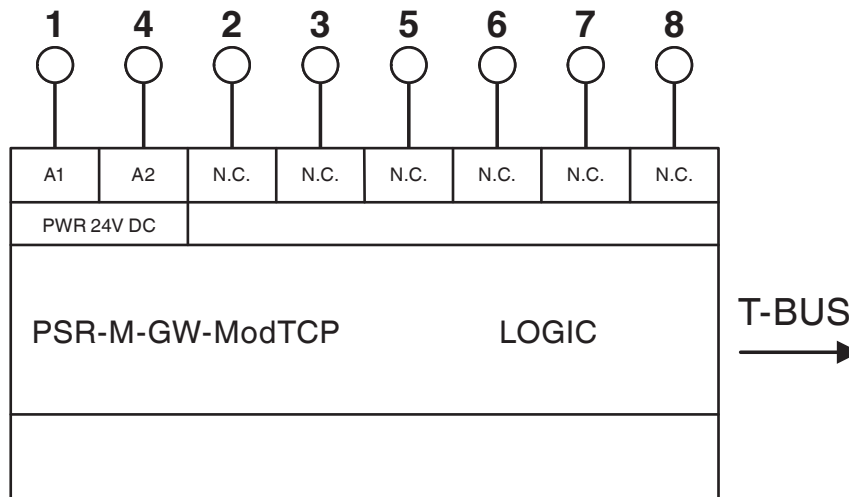 1 4 2 3 5 6 7 8
A1 A2 N.C. N.C. N.C. N.C. N.C. N.C.
PWR 24V DC
PSR-M-GW-ModTCP LOGIC
T-BUS